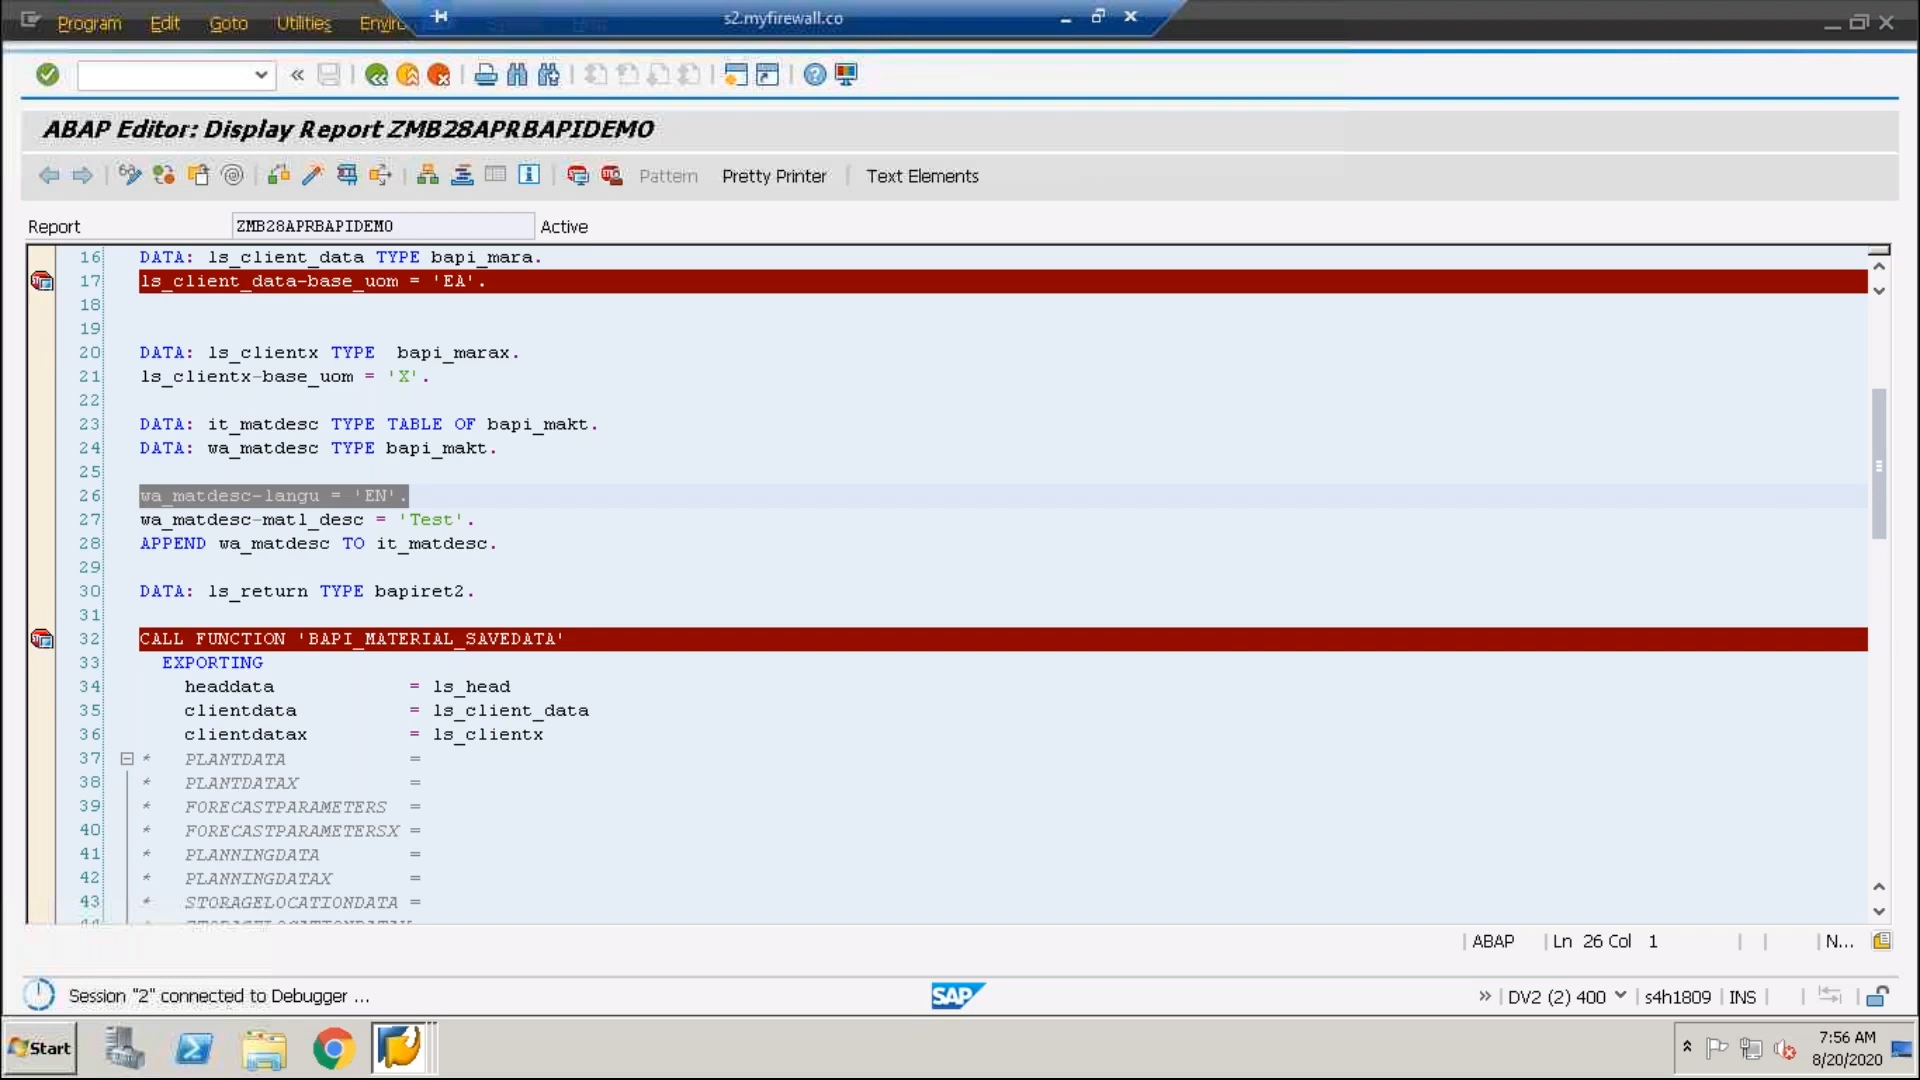 Program Edit Goto Utilities s2.myfirewall.co
ABAP Editor: Display Report ZMB28APRBAPIDEMO
Pattern Pretty Printer Text Elements
Report ZMB28APRBAPIDEMO Active
16 DATA: ls_client_data TYPE bapi_mara.
17 ls_client_data-base_uom = 'EA'.
18
19
20 DATA: ls_clientx TYPE bapi_marax.
21 ls_clientx-base_uom = 'X'.
22
23 DATA: it_matdesc TYPE TABLE OF bapi_makt.
24 DATA: wa_matdesc TYPE bapi_makt.
25
26 wa_matdesc-langu = 'EN'.
27 wa_matdesc-matl_desc = 'Test'.
28 APPEND wa_matdesc TO it_matdesc.
29
30 DATA: ls_return TYPE bapiret2.
31
32 CALL FUNCTION 'BAPI_MATERIAL_SAVEDATA'
33 EXPORTING
34 headdata = ls_head
35 clientdata = ls_client_data
36 clientdatax = ls_clientx
37 * PLANTDATA =
38 * PLANTDATAX =
39 * FORECASTPARAMETERS =
40 * FORECASTPARAMETERSX =
41 * PLANNINGDATA =
42 * PLANNINGDATAX =
43 * STORAGELOCATIONDATA =
ABAP Ln 26 Col 1 N...
Session "2" connected to Debugger ... SAP DV2 (2) 400 s4h1809 INS
Start 7:56 AM
8/20/2020